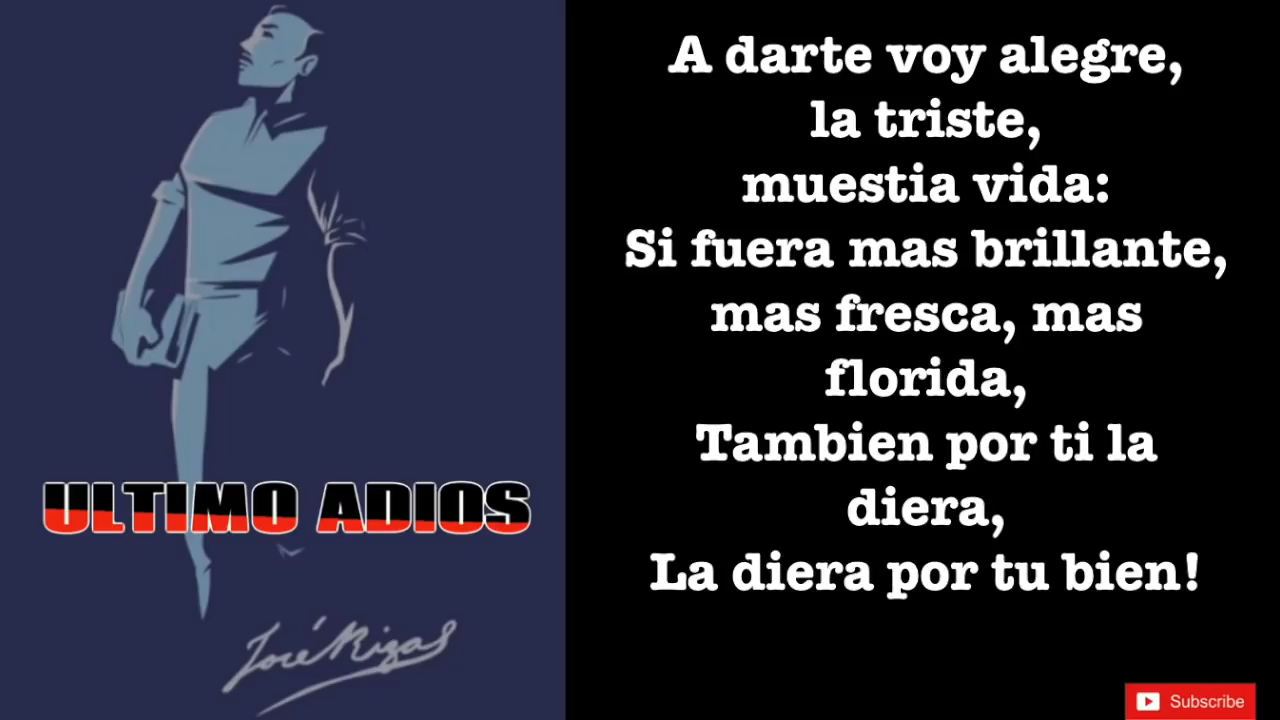 ULTIMO ADIOS
José Rizal
A darte voy alegre,
la triste,
muestia vida:
Si fuera mas brillante,
mas fresca, mas
florida,
Tambien por ti la
diera,
La diera por tu bien!
Subscribe